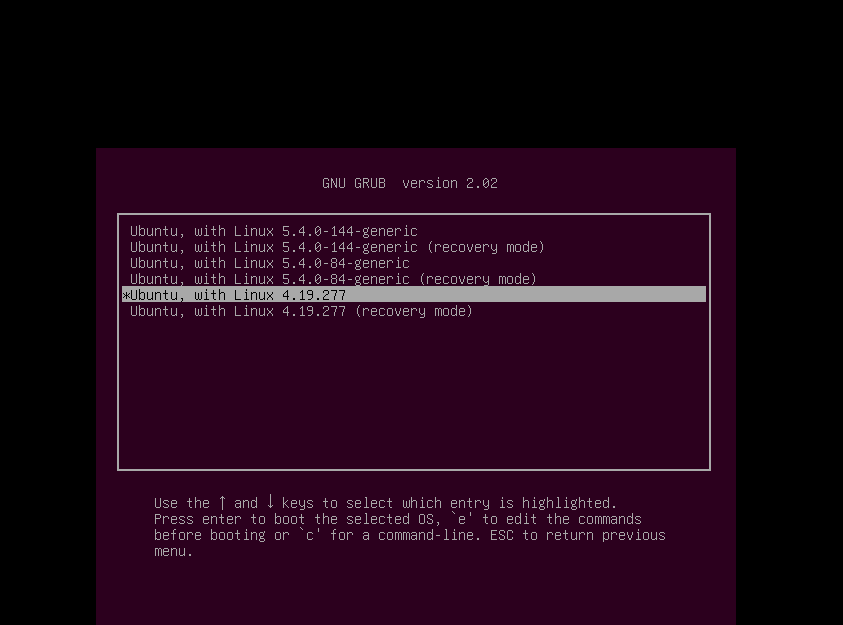 GNU GRUB  version 2.02
Ubuntu, with Linux 5.4.0-144-generic
Ubuntu, with Linux 5.4.0-144-generic (recovery mode)
Ubuntu, with Linux 5.4.0-84-generic
Ubuntu, with Linux 5.4.0-84-generic (recovery mode)
*Ubuntu, with Linux 4.19.277
Ubuntu, with Linux 4.19.277 (recovery mode)
Use the ↑ and ↓ keys to select which entry is highlighted.
Press enter to boot the selected OS, `e' to edit the commands
before booting or `c' for a command-line. ESC to return previous
menu.